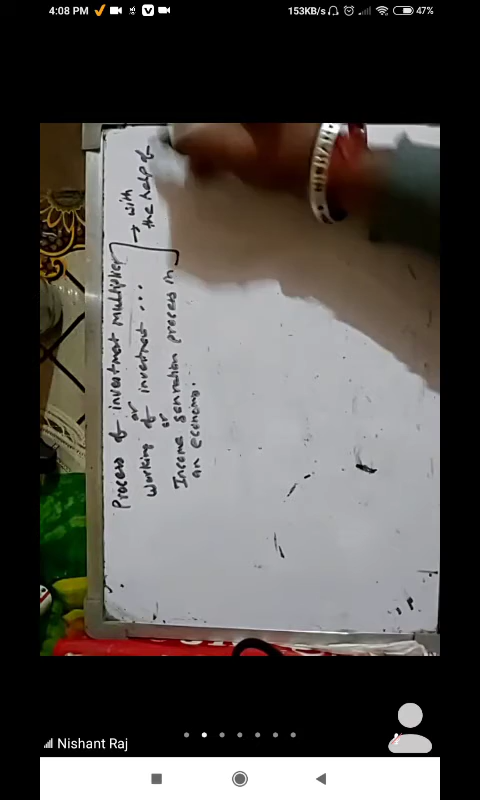 4:08 PM
153KB/s
47%
Process of investment multiplier
or
working of investment ...
or
Income genration process in
an economy.
→ with
the help of
Nishant Raj